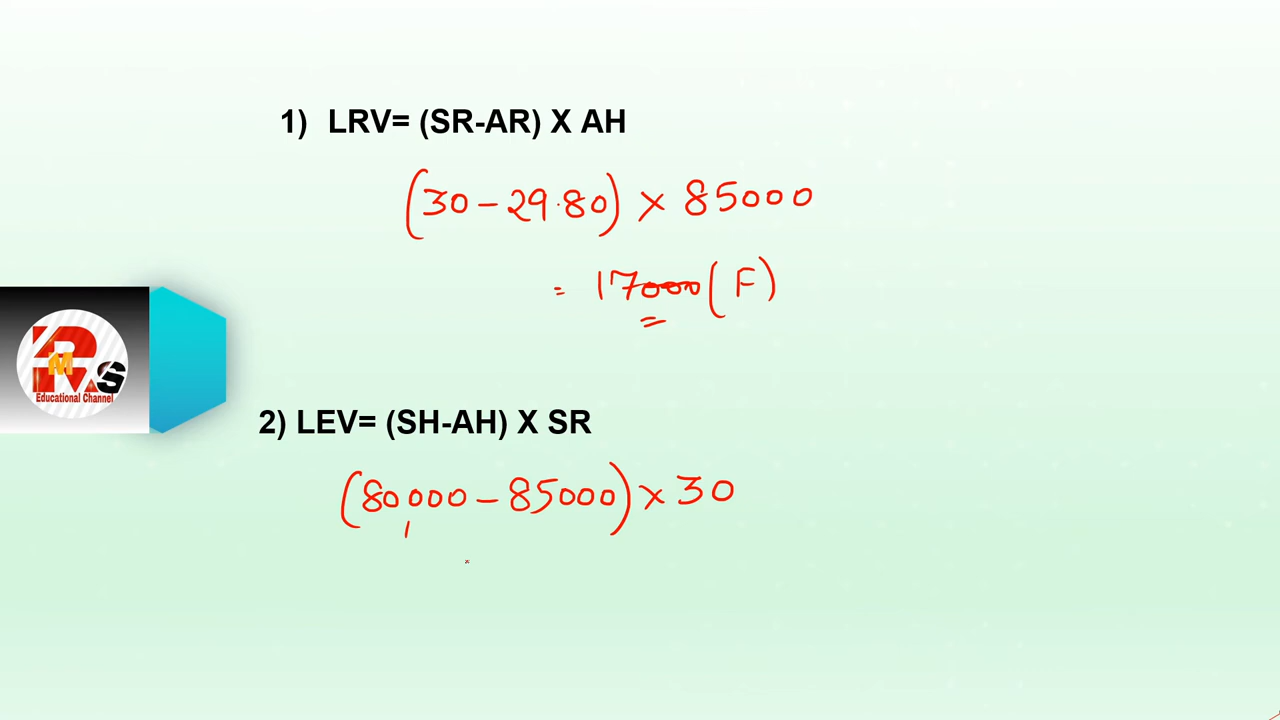 1) LRV= (SR-AR) X AH
(30 - 29.80) × 85000
= 17000 (F)
M S
Educational Channel
2) LEV= (SH-AH) X SR
(80,000 - 85000) × 30